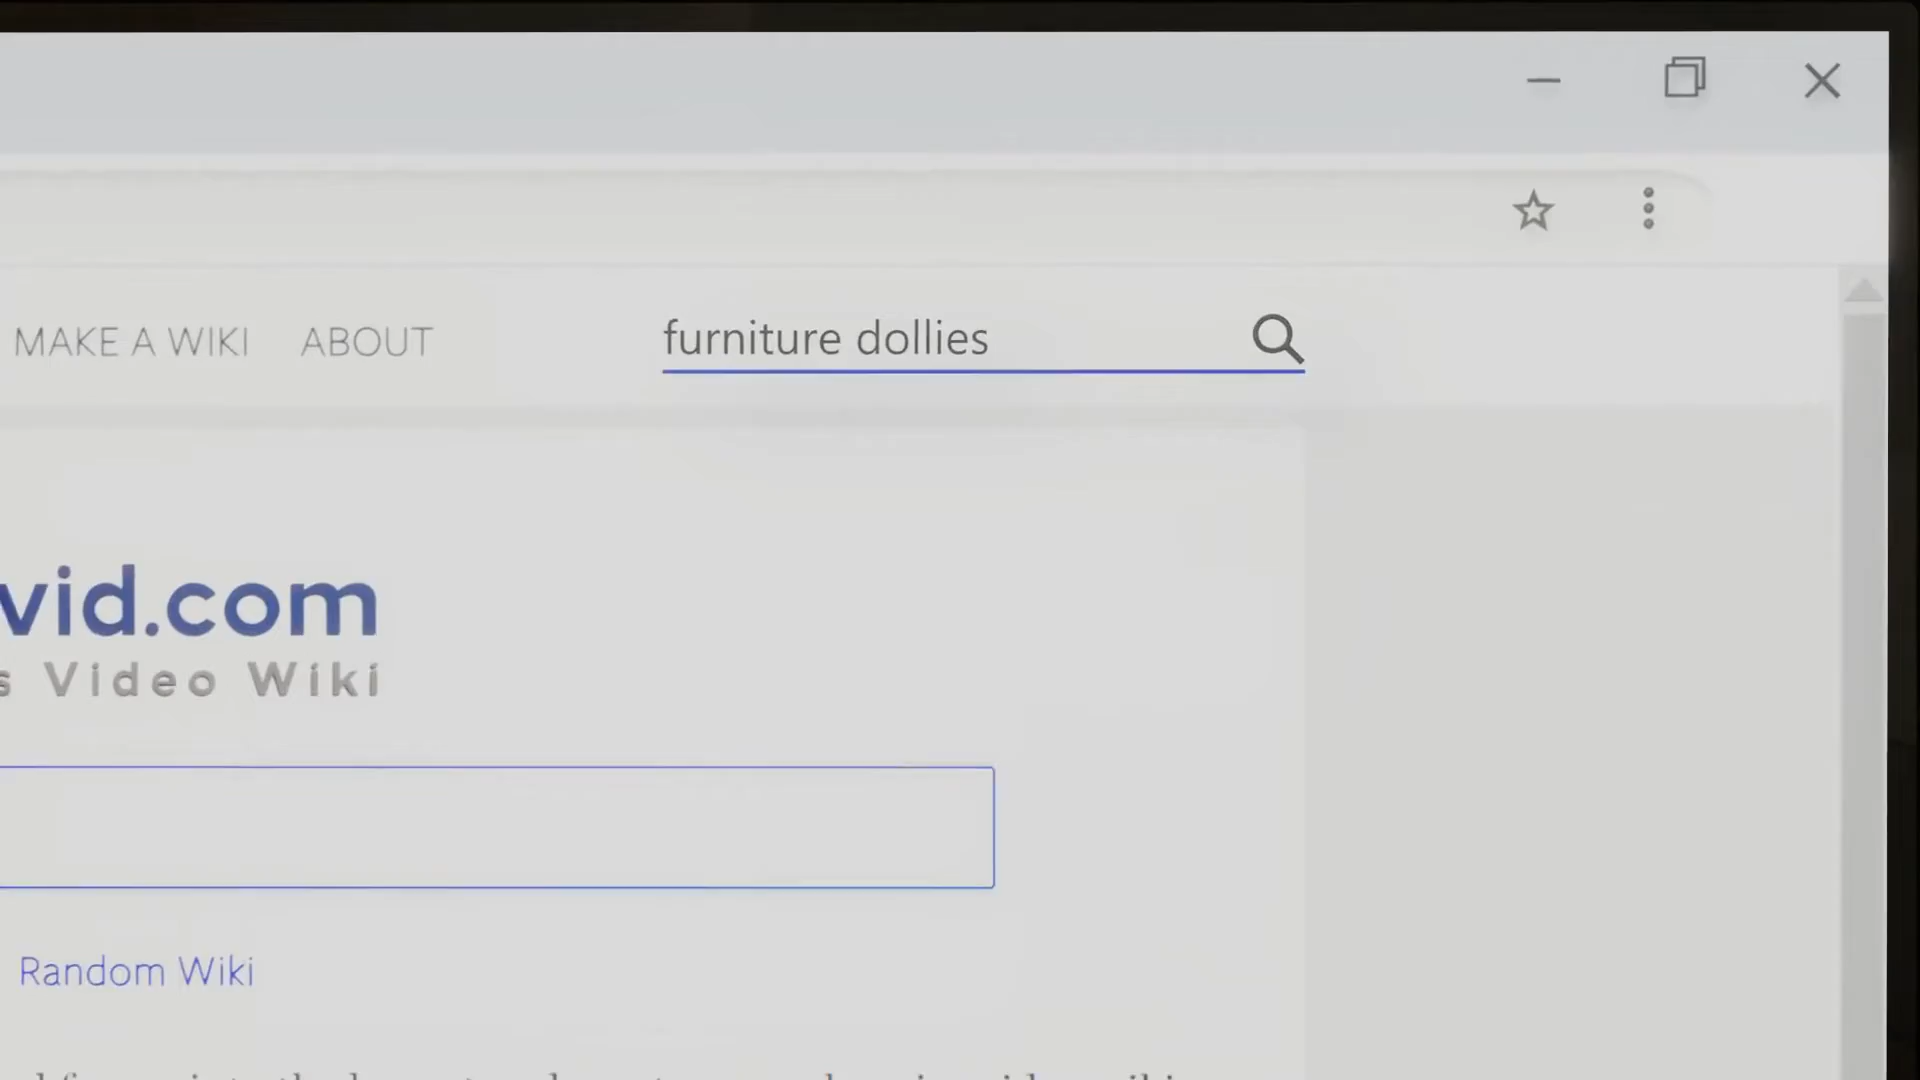 MAKE A WIKI ABOUT furniture dollies
vid.com
s Video Wiki
Random Wiki